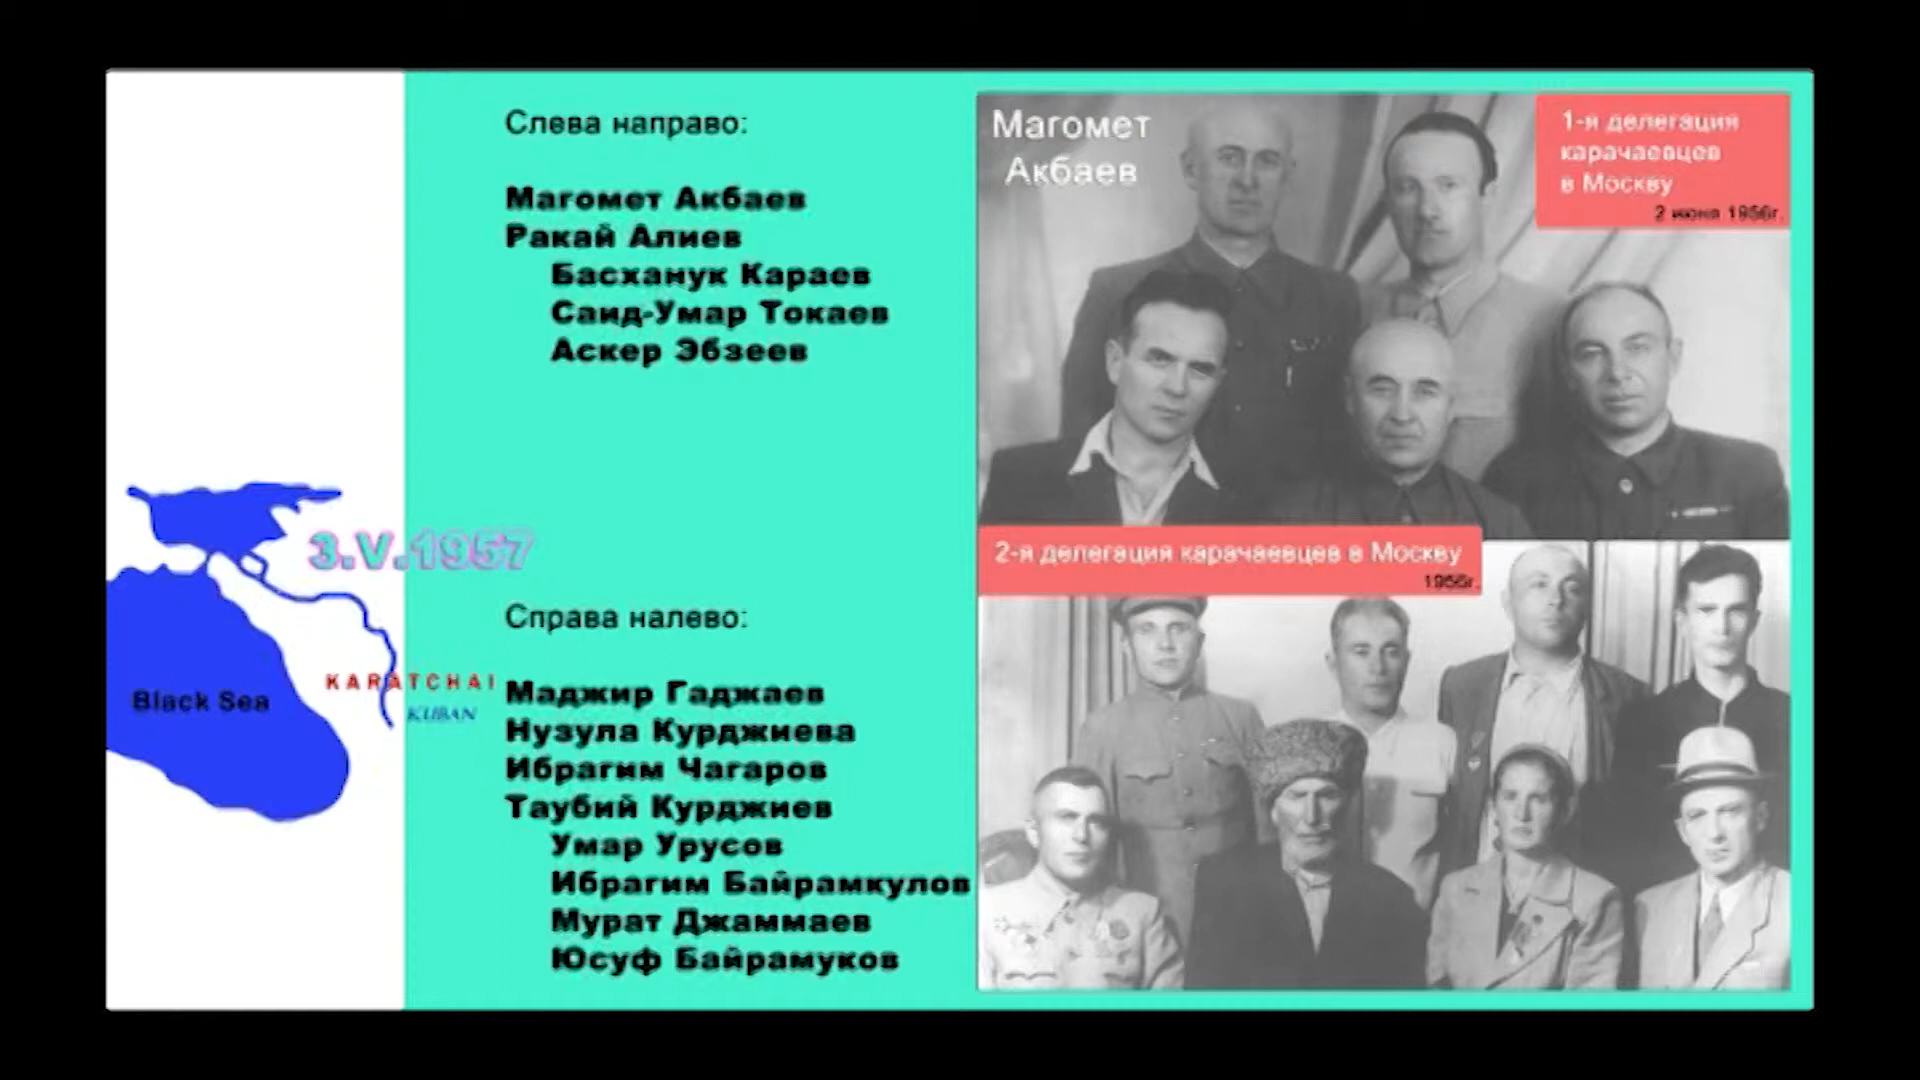 Слева направо:
Магомет Акбаев
Ракай Алиев
Басханук Караев
Саид-Умар Токаев
Аскер Эбзеев
3.V.1957
Black Sea
KARATCHAI
KUBAN
Справа налево:
Маджир Гаджаев
Нузула Курджиева
Ибрагим Чагаров
Таубий Курджиев
Умар Урусов
Ибрагим Байрамкулов
Мурат Джаммаев
Юсуф Байрамуков
Магомет
Акбаев
1-я делегация
карачаевцев
в Москву
2 июня 1956г.
2-я делегация карачаевцев в Москву
1956г.